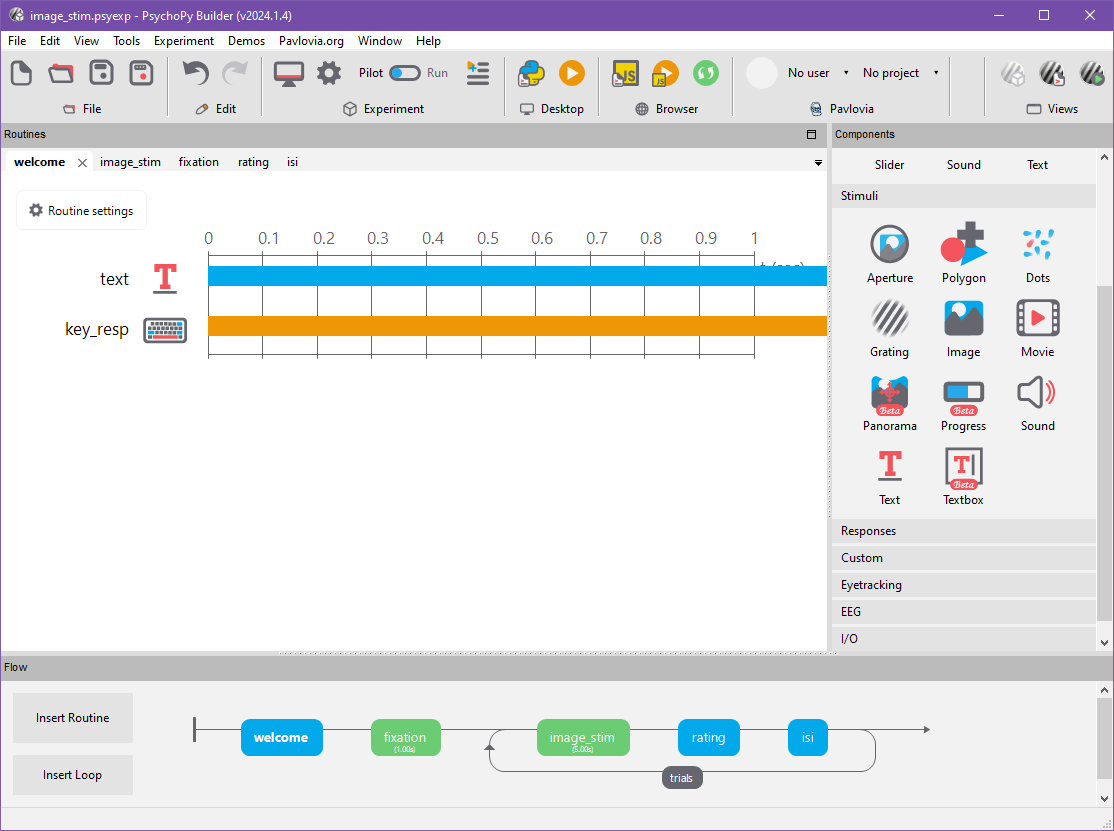 image_stim.psyexp - PsychoPy Builder (v2024.1.4)
File Edit View Tools Experiment Demos Pavlovia.org Window Help
Pilot Run JS JS No user No project
File Edit Experiment Desktop Browser Pavlovia Views
Routines
Components
welcome image_stim fixation rating isi
Slider Sound Text
Stimuli
Routine settings
0 0.1 0.2 0.3 0.4 0.5 0.6 0.7 0.8 0.9 1
text
key_resp
Aperture Polygon Dots
Grating Image Movie
Beta Beta
Panorama Progress Sound
Beta
Text Textbox
Responses
Custom
Eyetracking
EEG
I/O
Flow
Insert Routine
Insert Loop
welcome fixation image_stim rating isi
(1.00s) (5.00s)
trials